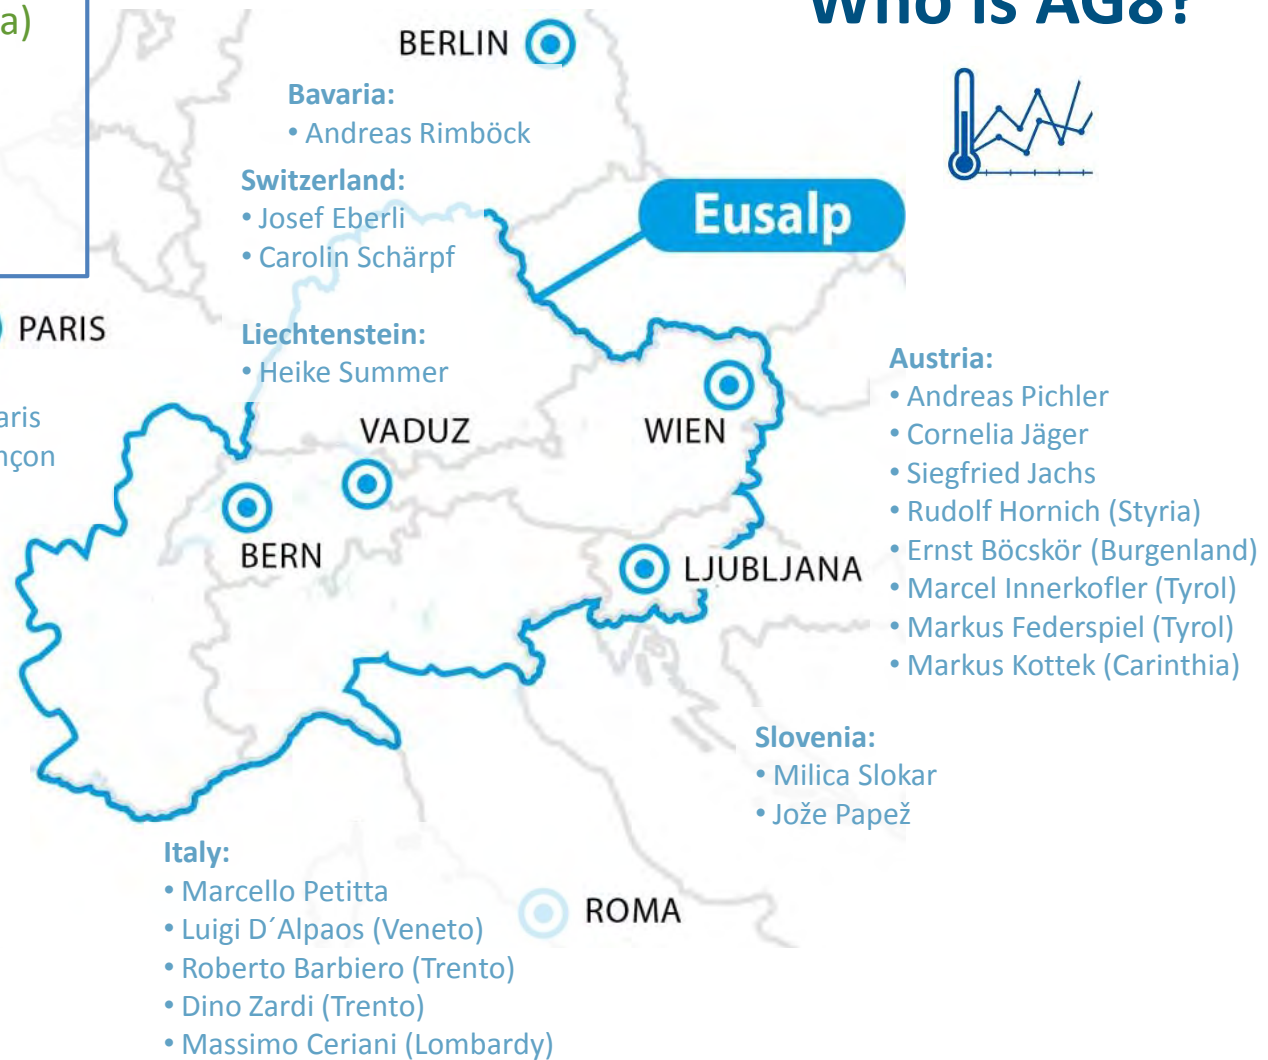 Who is AG8?
a)
BERLIN
Bavaria:
• Andreas Rimböck
Switzerland:
• Josef Eberli
• Carolin Schärpf
Eusalp
PARIS
Liechtenstein:
• Heike Summer
aris
nçon
VADUZ
WIEN
BERN
LJUBLJANA
Austria:
• Andreas Pichler
• Cornelia Jäger
• Siegfried Jachs
• Rudolf Hornich (Styria)
• Ernst Böcskör (Burgenland)
• Marcel Innerkofler (Tyrol)
• Markus Federspiel (Tyrol)
• Markus Kottek (Carinthia)
Slovenia:
• Milica Slokar
• Jože Papež
Italy:
• Marcello Petitta
• Luigi D´Alpaos (Veneto)
• Roberto Barbiero (Trento)
• Dino Zardi (Trento)
• Massimo Ceriani (Lombardy)
ROMA